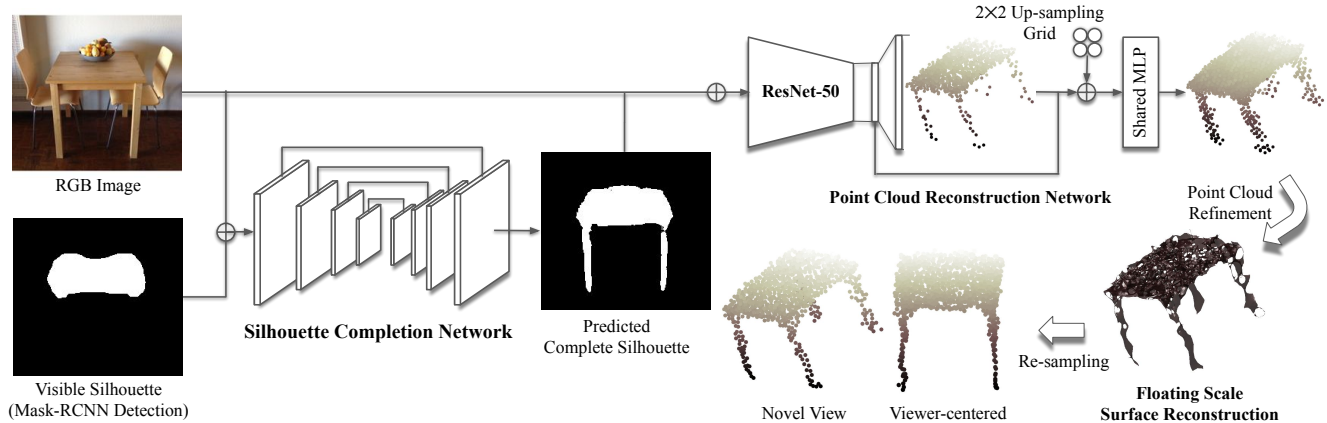 RGB Image
Visible Silhouette
(Mask-RCNN Detection)
Silhouette Completion Network
Predicted
Complete Silhouette
ResNet-50
2×2 Up-sampling
Grid
Shared MLP
Point Cloud Reconstruction Network
Point Cloud
Refinement
Floating Scale
Surface Reconstruction
Re-sampling
Novel View
Viewer-centered